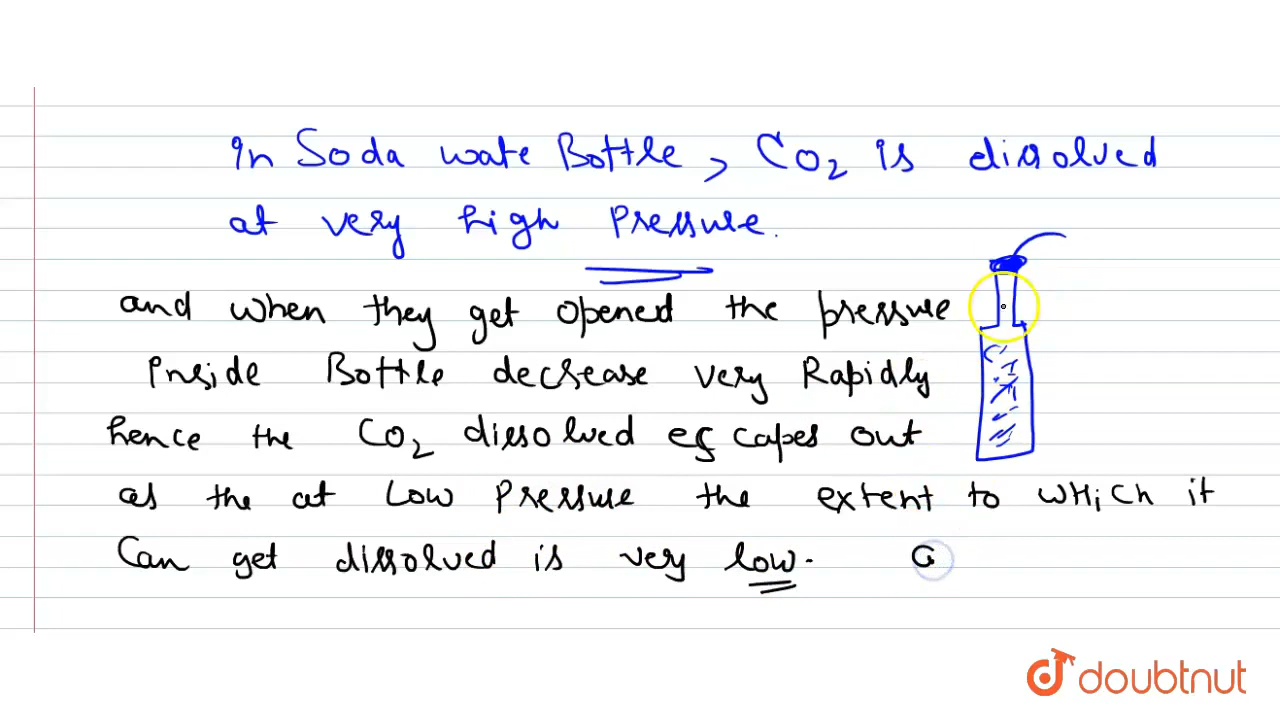 In Soda wate Bottle, CO2 is dissolved
at very high Pressure.
and when they get opened the pressure
Inside Bottle decrease very Rapidly
hence the CO2 dissolved escapes out
as the at Low Pressure the extent to which it
Can get dissolved is very low. G
doubtnut